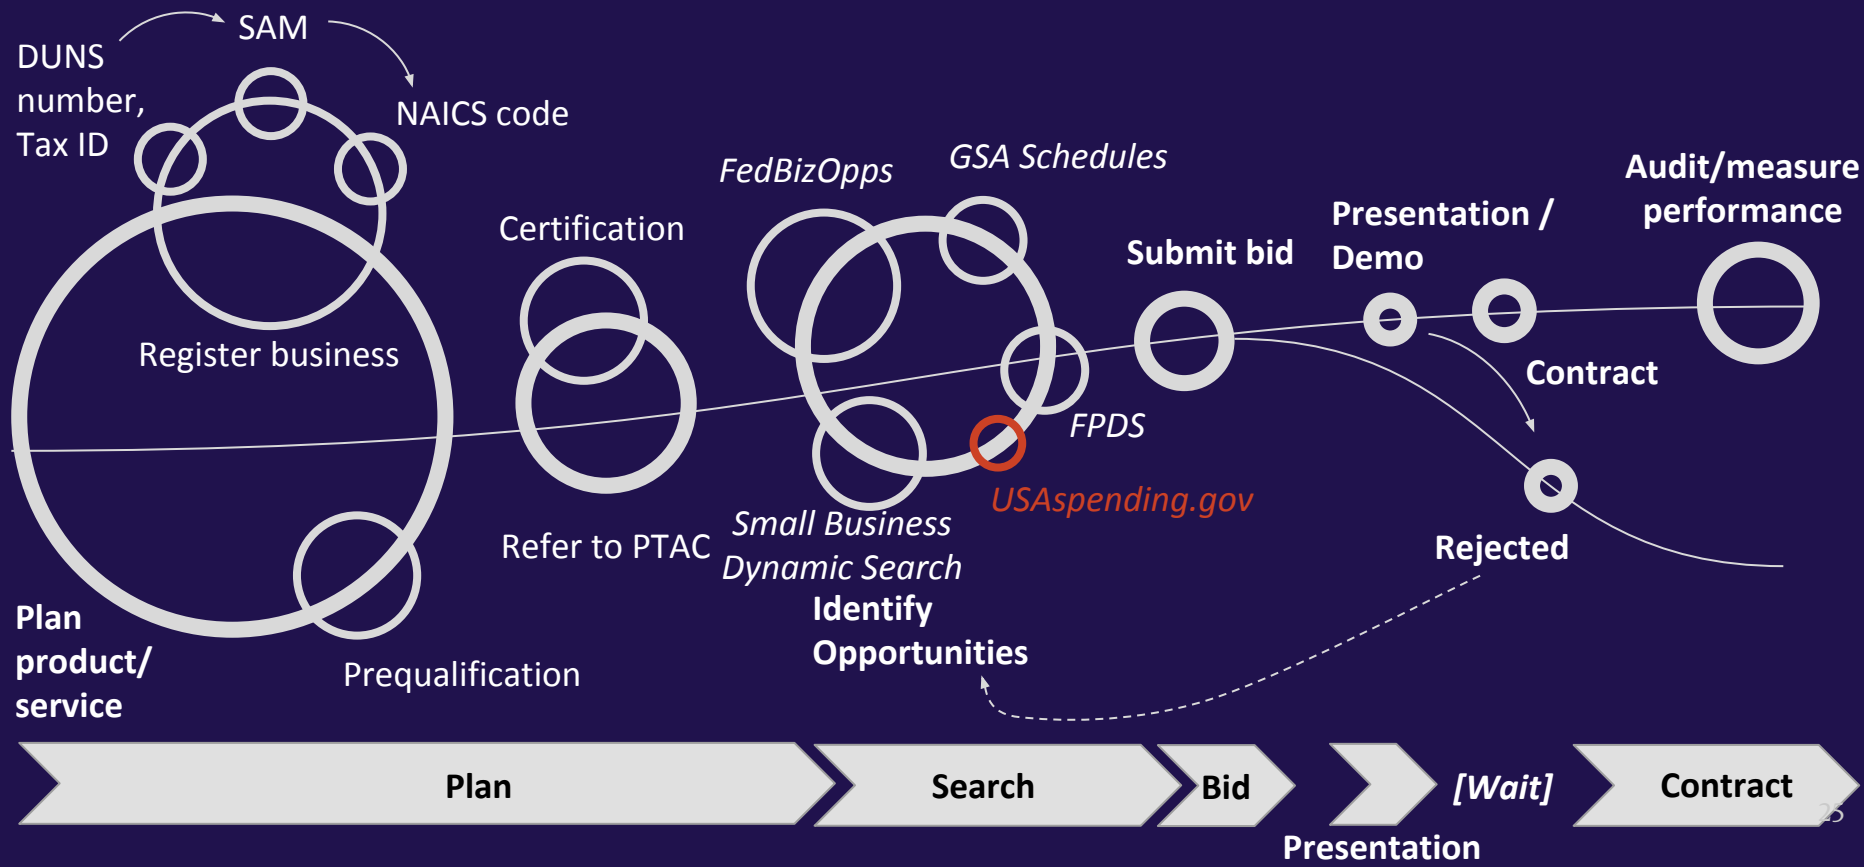 SAM
DUNS
number,
Tax ID
NAICS code
Register business
Plan
product/
service
Prequalification
Certification
Refer to PTAC
FedBizOpps
GSA Schedules
FPDS
USAspending.gov
Small Business
Dynamic Search
Identify
Opportunities
Submit bid
Presentation /
Demo
Contract
Rejected
Audit/measure
performance
Plan
Search
Bid
Presentation
[Wait]
Contract
25